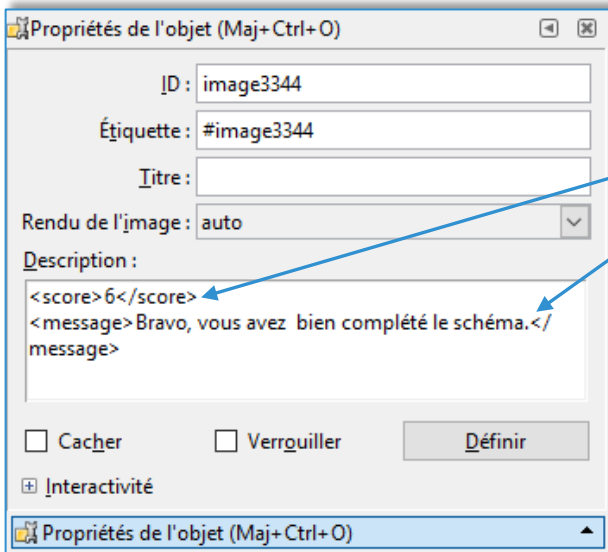 Propriétés de l'objet (Maj+Ctrl+O)
ID : image3344
Étiquette : #image3344
Titre :
Rendu de l'image : auto
Description :
<score>6</score>
<message>Bravo, vous avez  bien complété le schéma.</
message>
Cacher Verrouiller Définir
Interactivité
Propriétés de l'objet (Maj+Ctrl+O)